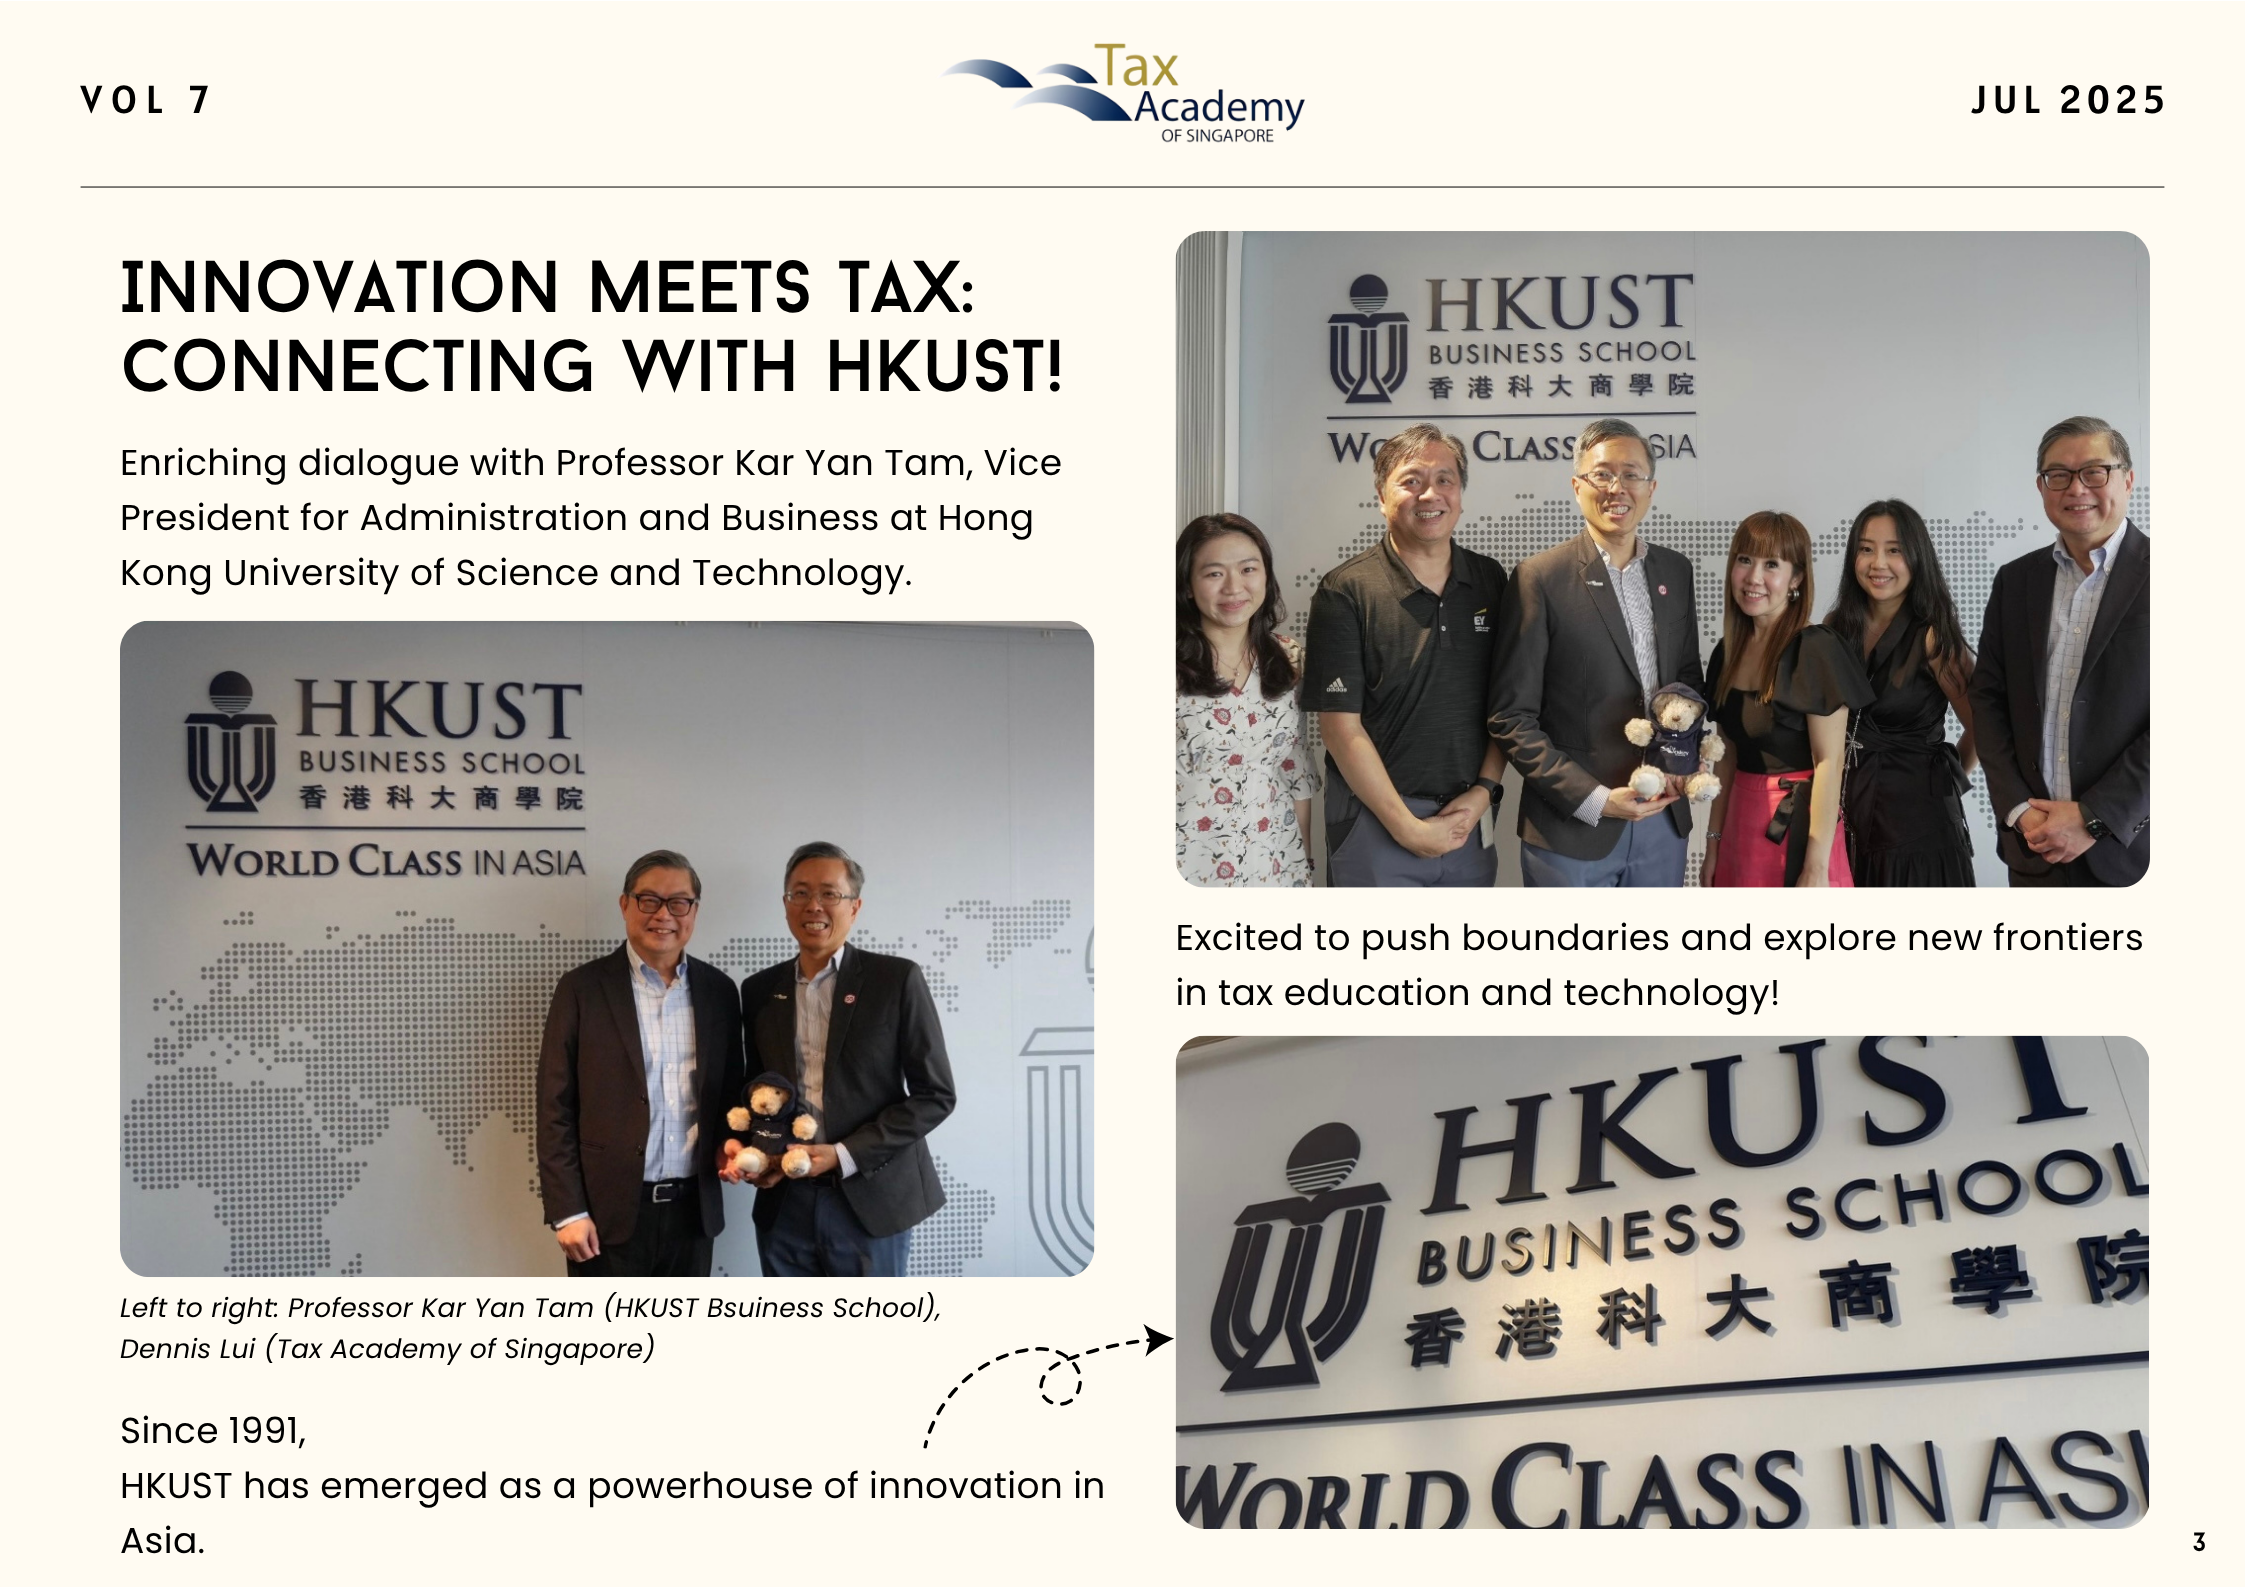 VOL 7
Tax
Academy
OF SINGAPORE
JUL 2025
INNOVATION MEETS TAX:
CONNECTING WITH HKUST!
Enriching dialogue with Professor Kar Yan Tam, Vice
President for Administration and Business at Hong
Kong University of Science and Technology.
HKUST
BUSINESS SCHOOL
香港科大商學院
WORLD CLASS IN ASIA
Left to right: Professor Kar Yan Tam (HKUST Bsuiness School),
Dennis Lui (Tax Academy of Singapore)
Since 1991,
HKUST has emerged as a powerhouse of innovation in
Asia.
HKUST
BUSINESS SCHOOL
香港科大商學院
CLASS
EY
adidas
Excited to push boundaries and explore new frontiers
in tax education and technology!
HKUST
BUSINESS SCHOOL
香港科大商學院
WORLD CLASS IN ASI
3